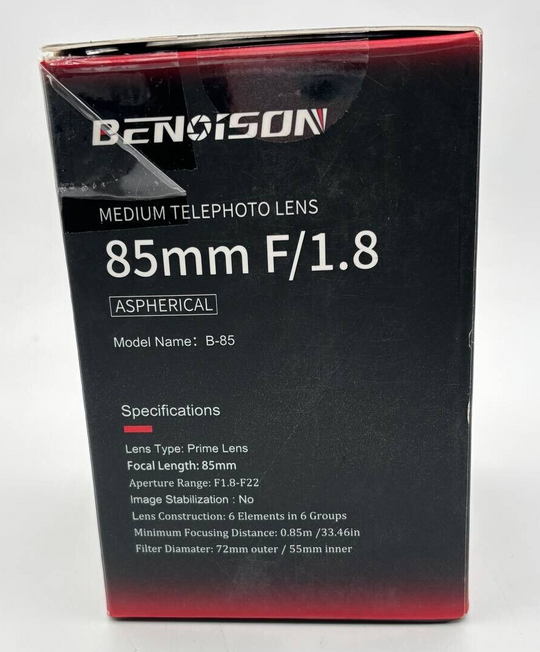 BENOISON
MEDIUM TELEPHOTO LENS
85mm F/1.8
ASPHERICAL
Model Name: B-85
Specifications
Lens Type: Prime Lens
Focal Length: 85mm
Aperture Range: F1.8-F22
Image Stabilization : No
Lens Construction: 6 Elements in 6 Groups
Minimum Focusing Distance: 0.85m /33.46in
Filter Diamater: 72mm outer / 55mm inner